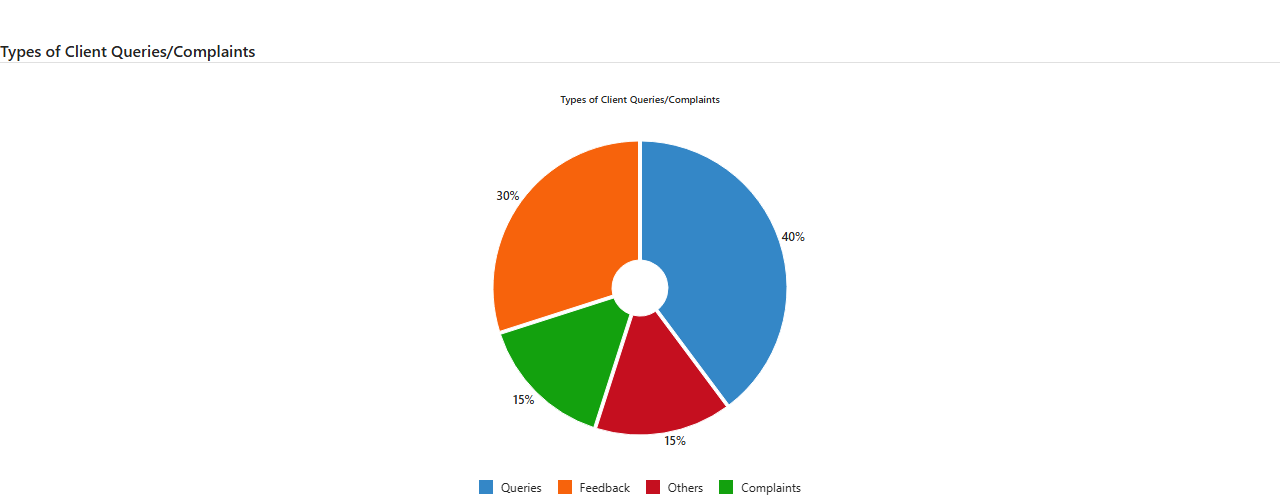 Types of Client Queries/Complaints
Types of Client Queries/Complaints
30%
40%
15%
15%
Queries Feedback Others Complaints